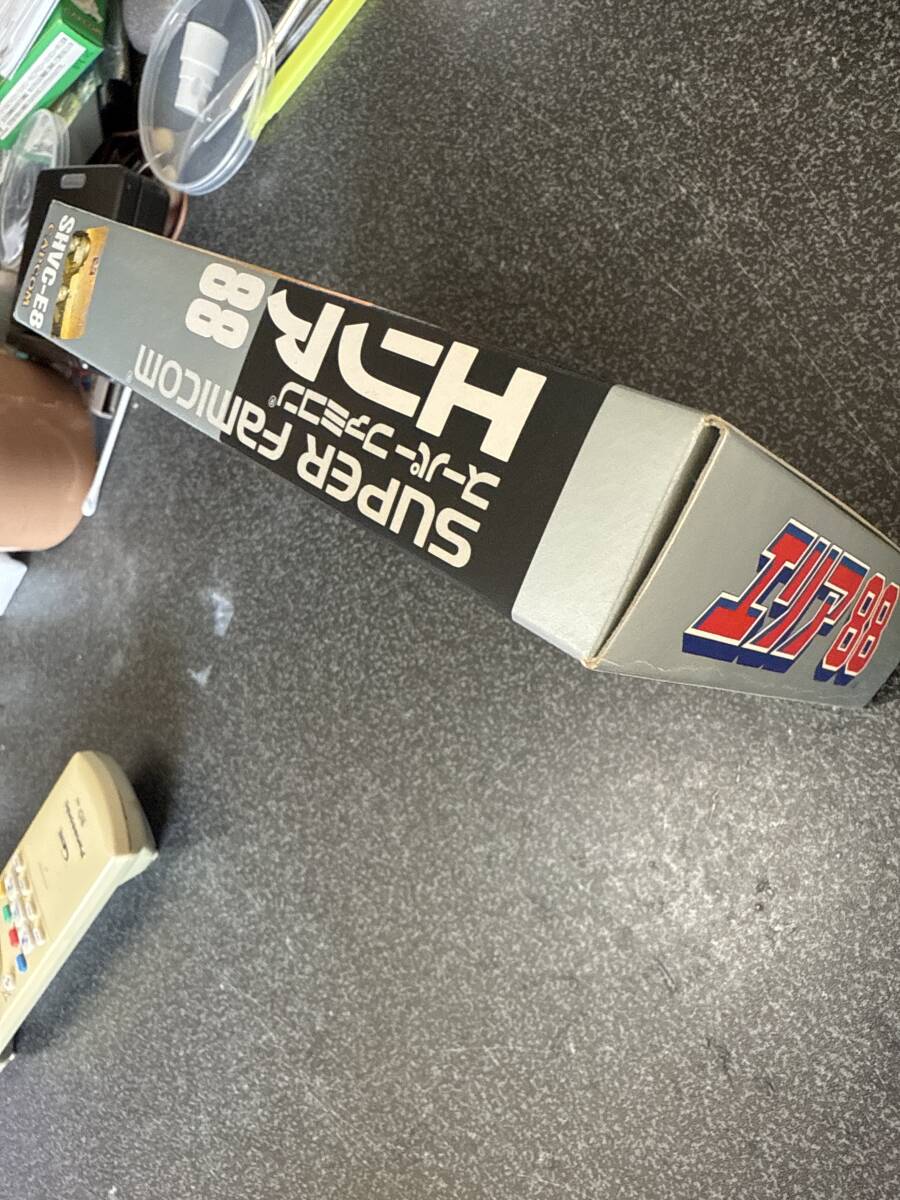 エリア88
SUPER Famicom®
スーパーファミコン®
エリア 88
SHVC-E8
CAPCOM
Panasonic